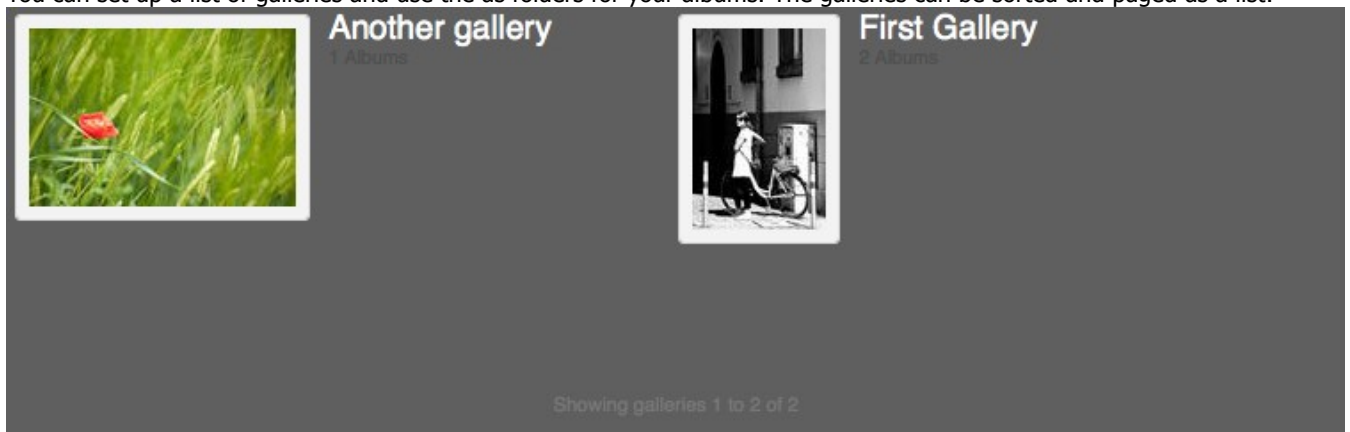 You can set up a list of galleries and use the as folders for your albums. The galleries can be sorted and paged as a list.
Another gallery
1 Albums
First Gallery
2 Albums
Showing galleries 1 to 2 of 2